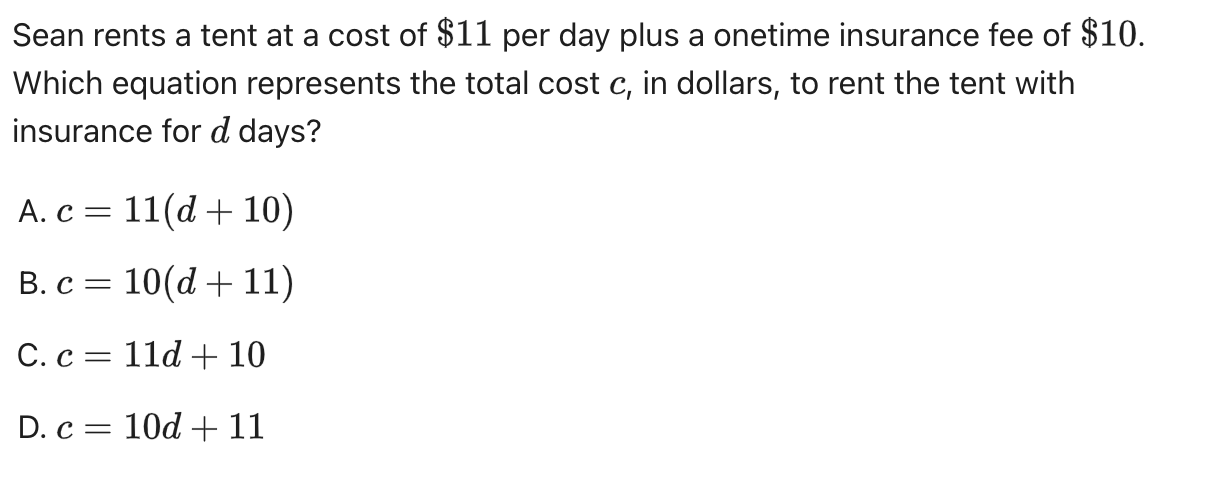 Sean rents a tent at a cost of $11 per day plus a onetime insurance fee of $10.
Which equation represents the total cost c, in dollars, to rent the tent with
insurance for d days?
A. c = 11(d + 10)
B. c = 10(d + 11)
C. c = 11d + 10
D. c = 10d + 11